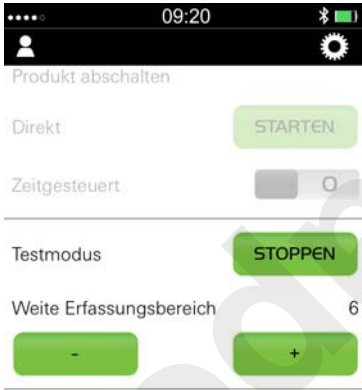 09:20
Produkt abschalten
Direkt STARTEN
Zeitgesteuert O
Testmodus STOPPEN
Weite Erfassungsbereich 6
- +